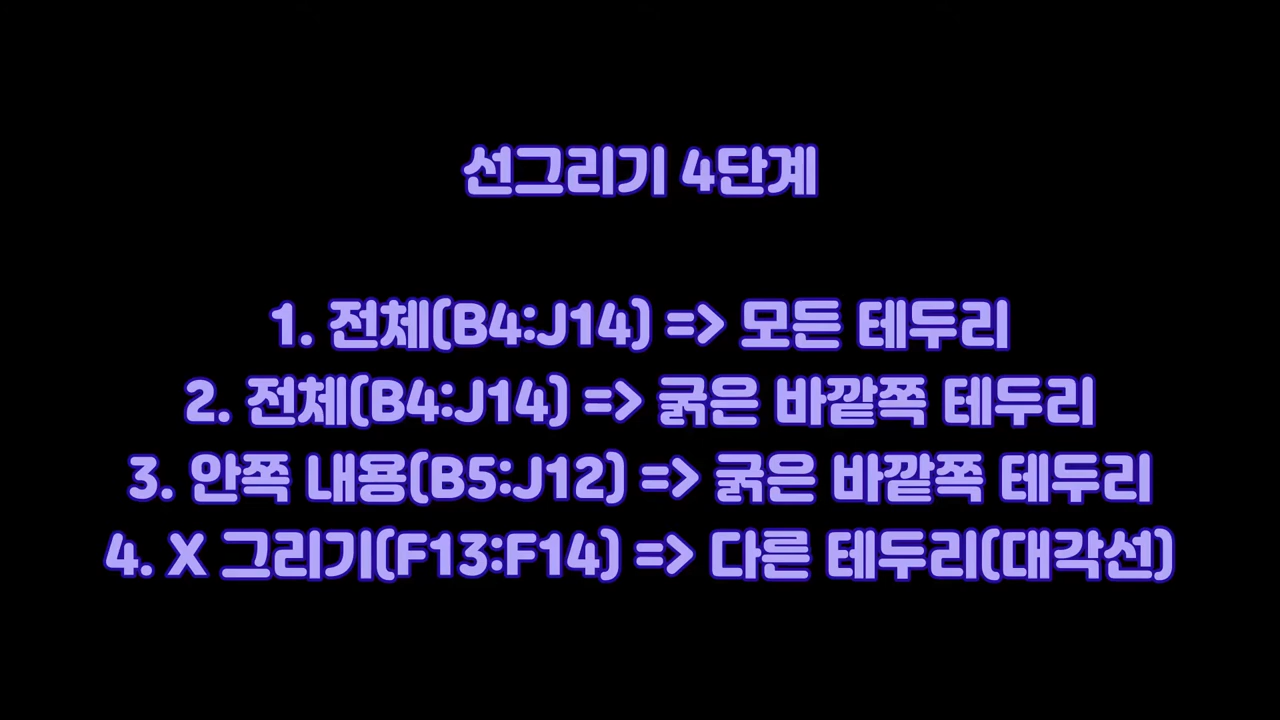 선그리기 4단계
1. 전체(B4:J14) => 모든 테두리
2. 전체(B4:J14) => 굵은 바깥쪽 테두리
3. 안쪽 내용(B5:J12) => 굵은 바깥쪽 테두리
4. X 그리기(F13:F14) => 다른 테두리(대각선)